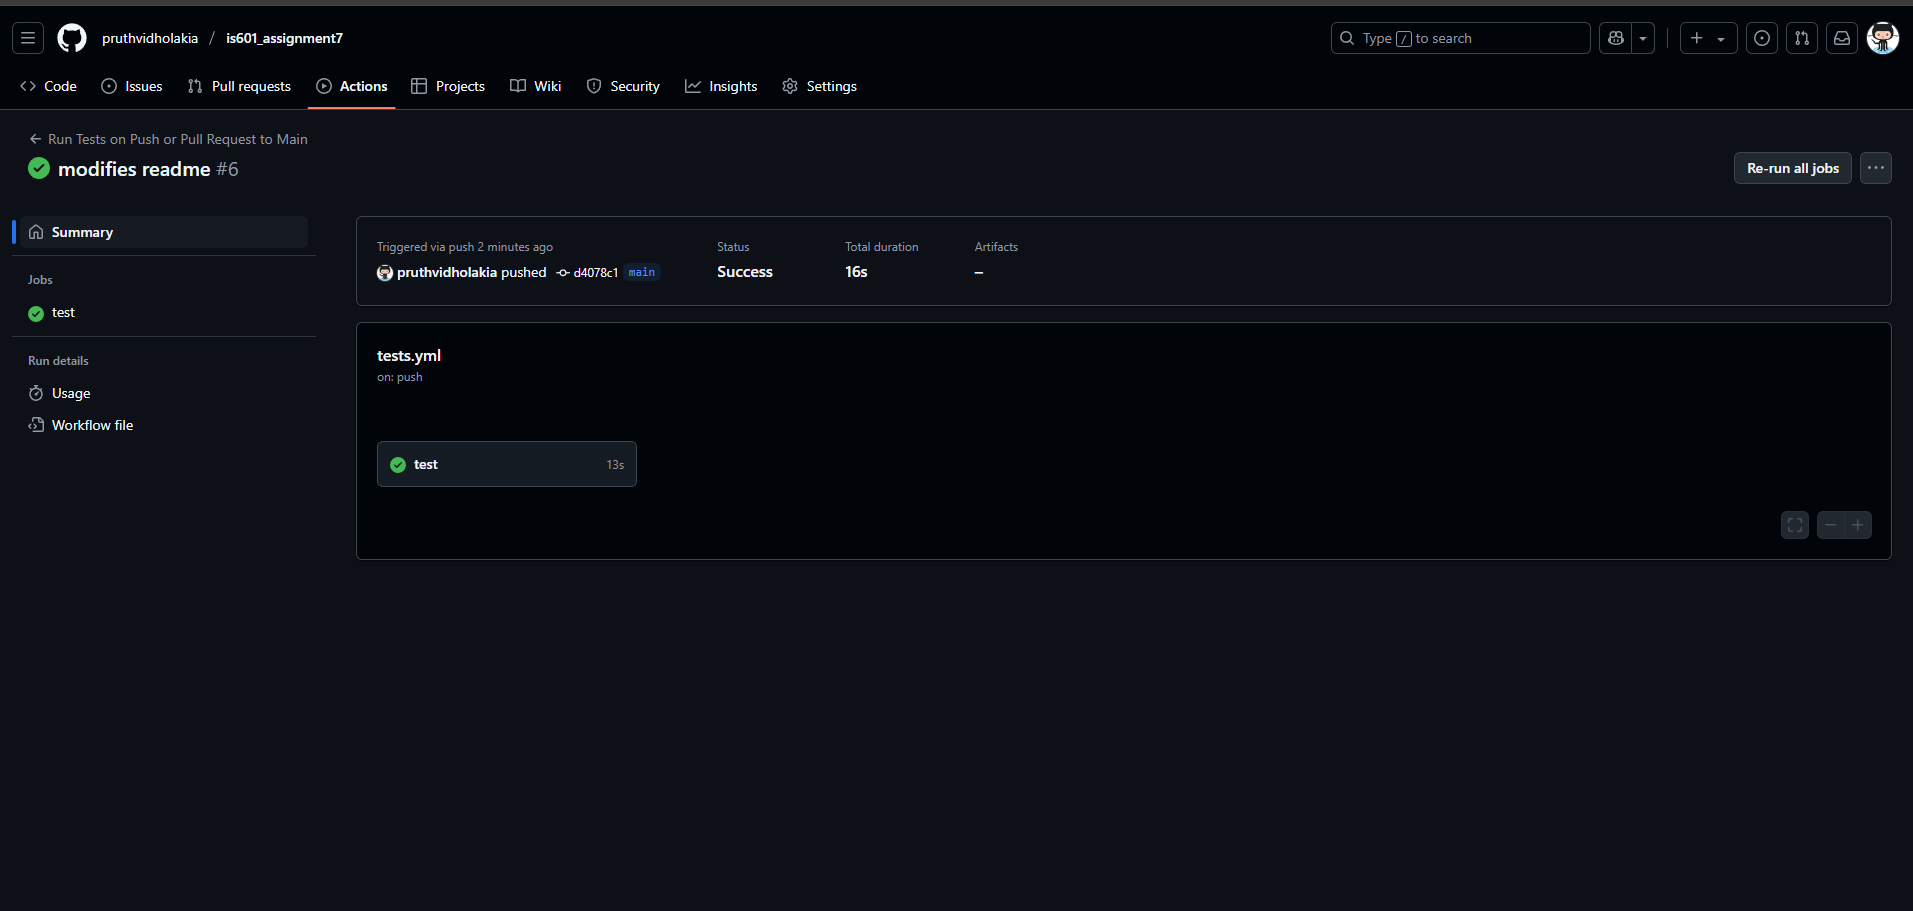 pruthvidholakia / is601_assignment7
Type / to search
Code Issues Pull requests Actions Projects Wiki Security Insights Settings
Run Tests on Push or Pull Request to Main
modifies readme #6
Re-run all jobs
Summary
Jobs
test
Run details
Usage
Workflow file
Triggered via push 2 minutes ago
pruthvidholakia pushed d4078c1 main
Status
Success
Total duration
16s
Artifacts
–
tests.yml
on: push
test 13s